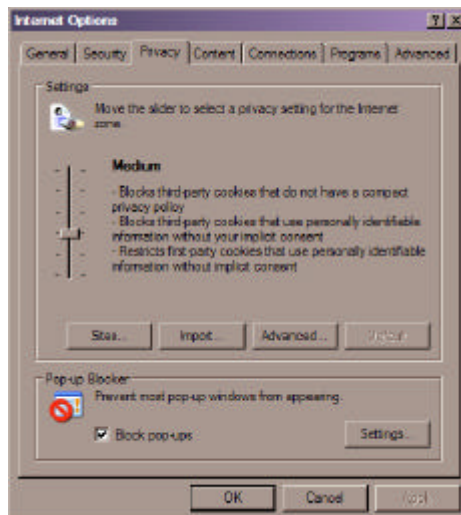 Internet Options
General Security Privacy Content Connections Programs Advanced
Settings
Move the slider to select a privacy setting for the Internet
zone.
Medium
- Blocks third-party cookies that do not have a compact
privacy policy
- Blocks third-party cookies that use personally identifiable
information without your implicit consent
- Restricts first-party cookies that use personally identifiable
information without implicit consent
Sites... Import... Advanced... Default
Pop-up Blocker
Prevent most pop-up windows from appearing.
Block pop-ups
Settings...
OK Cancel Apply